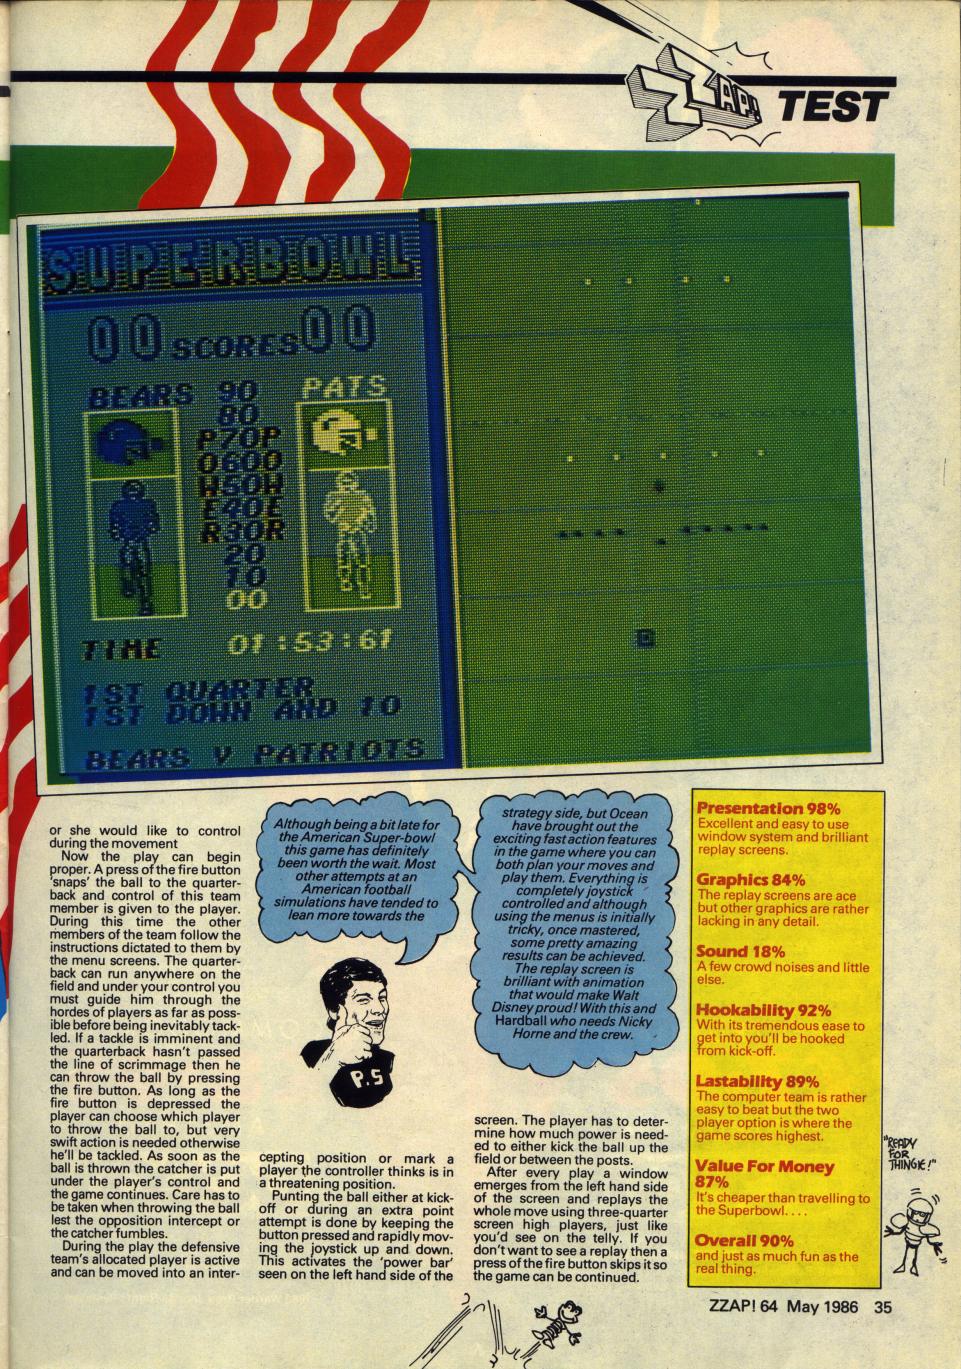 ZZAP! TEST
SUPERBOWL
00 SCORES 00
BEARS 90 PATS
80
P70P
O60O
W50W
E40E
R30R
20
10
00
TIME 01:53:61
1ST QUARTER
1ST DOWN AND 10
BEARS V PATRIOTS
or she would like to control
during the movement
Now the play can begin
proper. A press of the fire button
'snaps' the ball to the quarter-
back and control of this team
member is given to the player.
During this time the other
members of the team follow the
instructions dictated to them by
the menu screens. The quarter-
back can run anywhere on the
field and under your control you
must guide him through the
hordes of players as far as poss-
ible before being inevitably tack-
led. If a tackle is imminent and
the quarterback hasn't passed
the line of scrimmage then he
can throw the ball by pressing
the fire button. As long as the
fire button is depressed the
player can choose which player
to throw the ball to, but very
swift action is needed otherwise
he'll be tackled. As soon as the
ball is thrown the catcher is put
under the player's control and
the game continues. Care has to
be taken when throwing the ball
lest the opposition intercept or
the catcher fumbles.
During the play the defensive
team's allocated player is active
and can be moved into an inter-
cepting position or mark a
player the controller thinks is in
a threatening position.
Punting the ball either at kick-
off or during an extra point
attempt is done by keeping the
button pressed and rapidly mov-
ing the joystick up and down.
This activates the 'power bar'
seen on the left hand side of the
screen. The player has to deter-
mine how much power is need-
ed to either kick the ball up the
field or between the posts.
After every play a window
emerges from the left hand side
of the screen and replays the
whole move using three-quarter
screen high players, just like
you'd see on the telly. If you
don't want to see a replay then a
press of the fire button skips it so
the game can be continued.
Although being a bit late for
the American Super-bowl
this game has definitely
been worth the wait. Most
other attempts at an
American football
simulations have tended to
lean more towards the
strategy side, but Ocean
have brought out the
exciting fast action features
in the game where you can
both plan your moves and
play them. Everything is
completely joystick
controlled and although
using the menus is initially
tricky, once mastered,
some pretty amazing
results can be achieved.
The replay screen is
brilliant with animation
that would make Walt
Disney proud! With this and
Hardball who needs Nicky
Horne and the crew.
P.S
Presentation 98%
Excellent and easy to use
window system and brilliant
replay screens.
Graphics 84%
The replay screens are ace
but other graphics are rather
lacking in any detail.
Sound 18%
A few crowd noises and little
else.
Hookability 92%
With its tremendous ease to
get into you'll be hooked
from kick-off.
Lastability 89%
The computer team is rather
easy to beat but the two
player option is where the
game scores highest.
Value For Money
87%
It's cheaper than travelling to
the Superbowl. . . .
Overall 90%
and just as much fun as the
real thing.
"READY
FOR
THINGIE!"
ZZAP! 64 May 1986 35